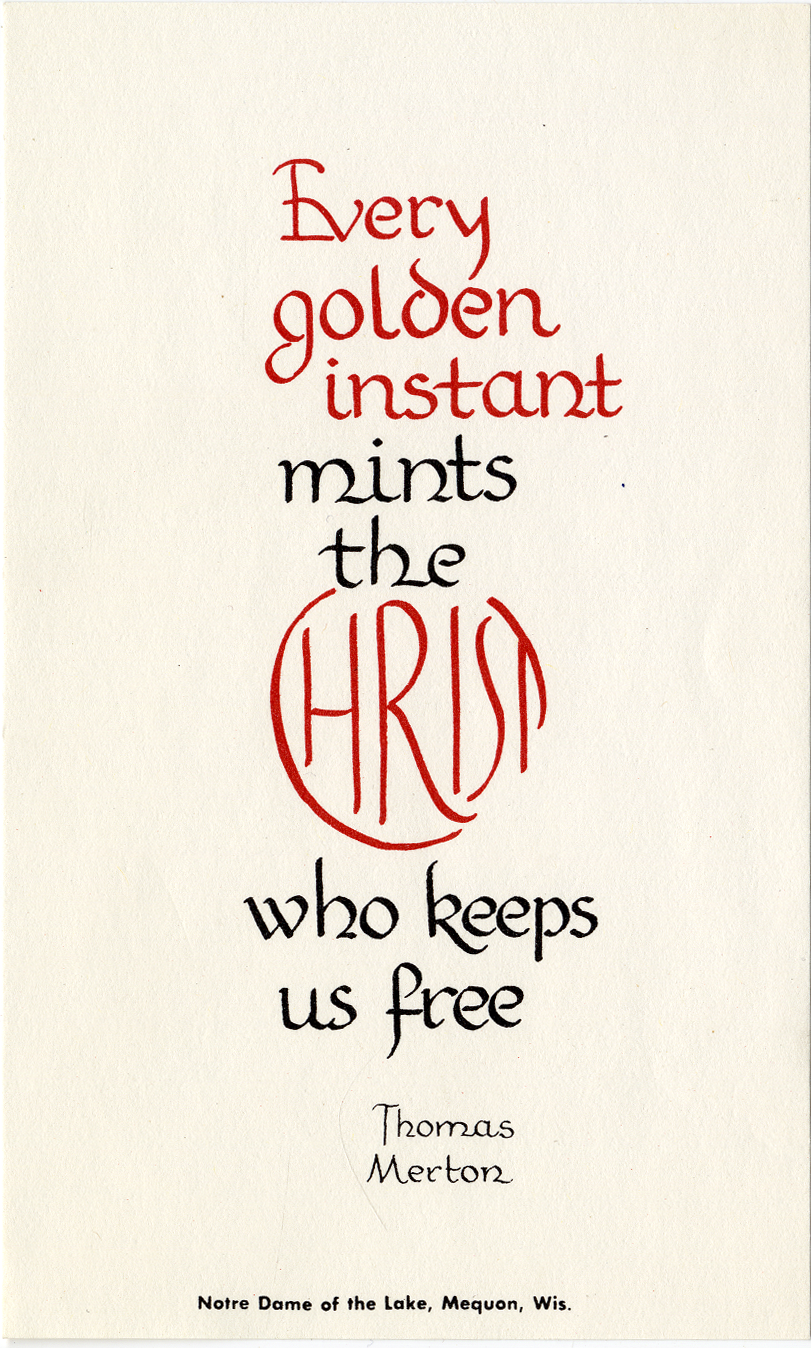 Every
golden
instant
mints
the
CHRIST
who keeps
us free
Thomas
Merton
Notre Dame of the Lake, Mequon, Wis.